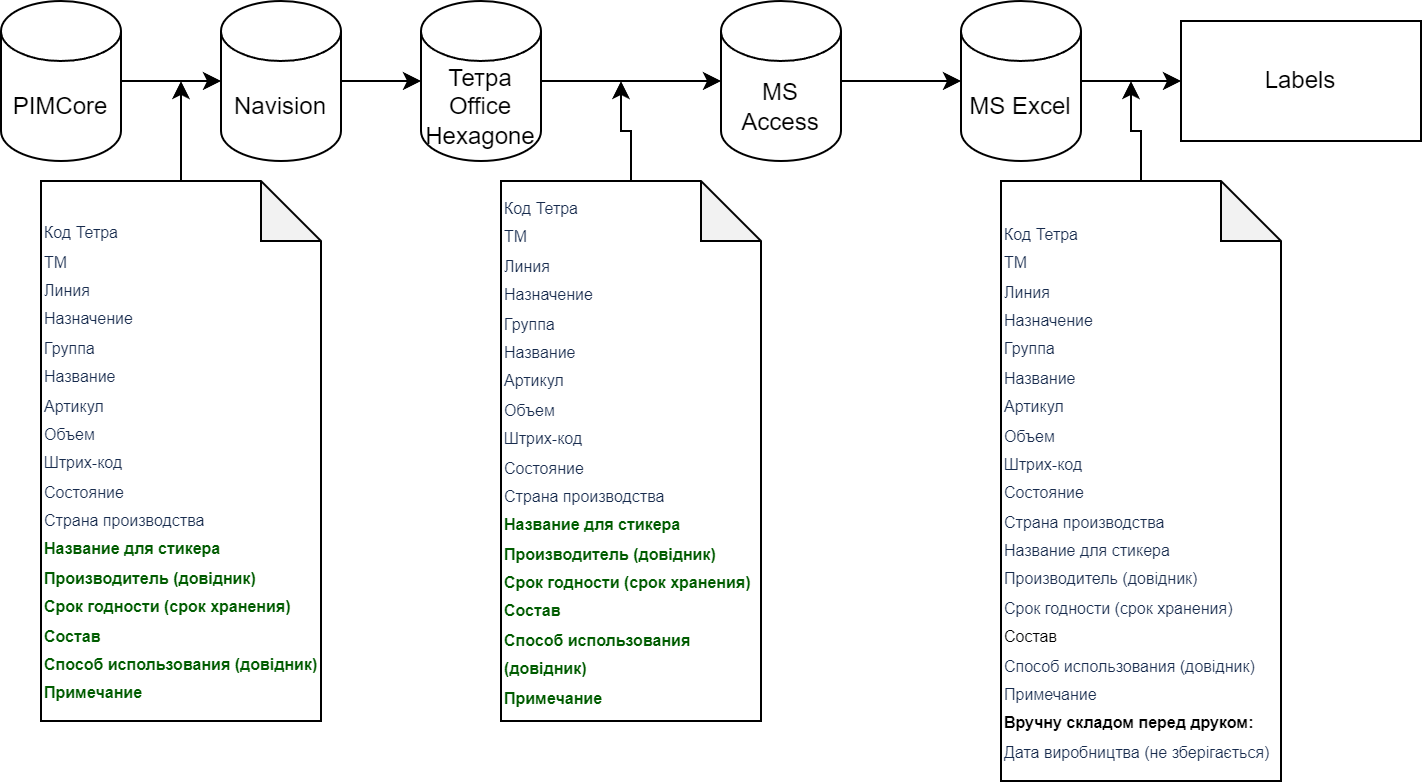 PIMCore
Navision
Тетра
Office
Hexagone
MS
Access
MS Excel
Labels
Код Тетра
ТМ
Линия
Назначение
Группа
Название
Артикул
Объем
Штрих-код
Состояние
Страна производства
Название для стикера
Производитель (довідник)
Срок годности (срок хранения)
Состав
Способ использования (довідник)
Примечание
Код Тетра
ТМ
Линия
Назначение
Группа
Название
Артикул
Объем
Штрих-код
Состояние
Страна производства
Название для стикера
Производитель (довідник)
Срок годности (срок хранения)
Состав
Способ использования
(довідник)
Примечание
Код Тетра
ТМ
Линия
Назначение
Группа
Название
Артикул
Объем
Штрих-код
Состояние
Страна производства
Название для стикера
Производитель (довідник)
Срок годности (срок хранения)
Состав
Способ использования (довідник)
Примечание
Вручну складом перед друком:
Дата виробництва (не зберігається)